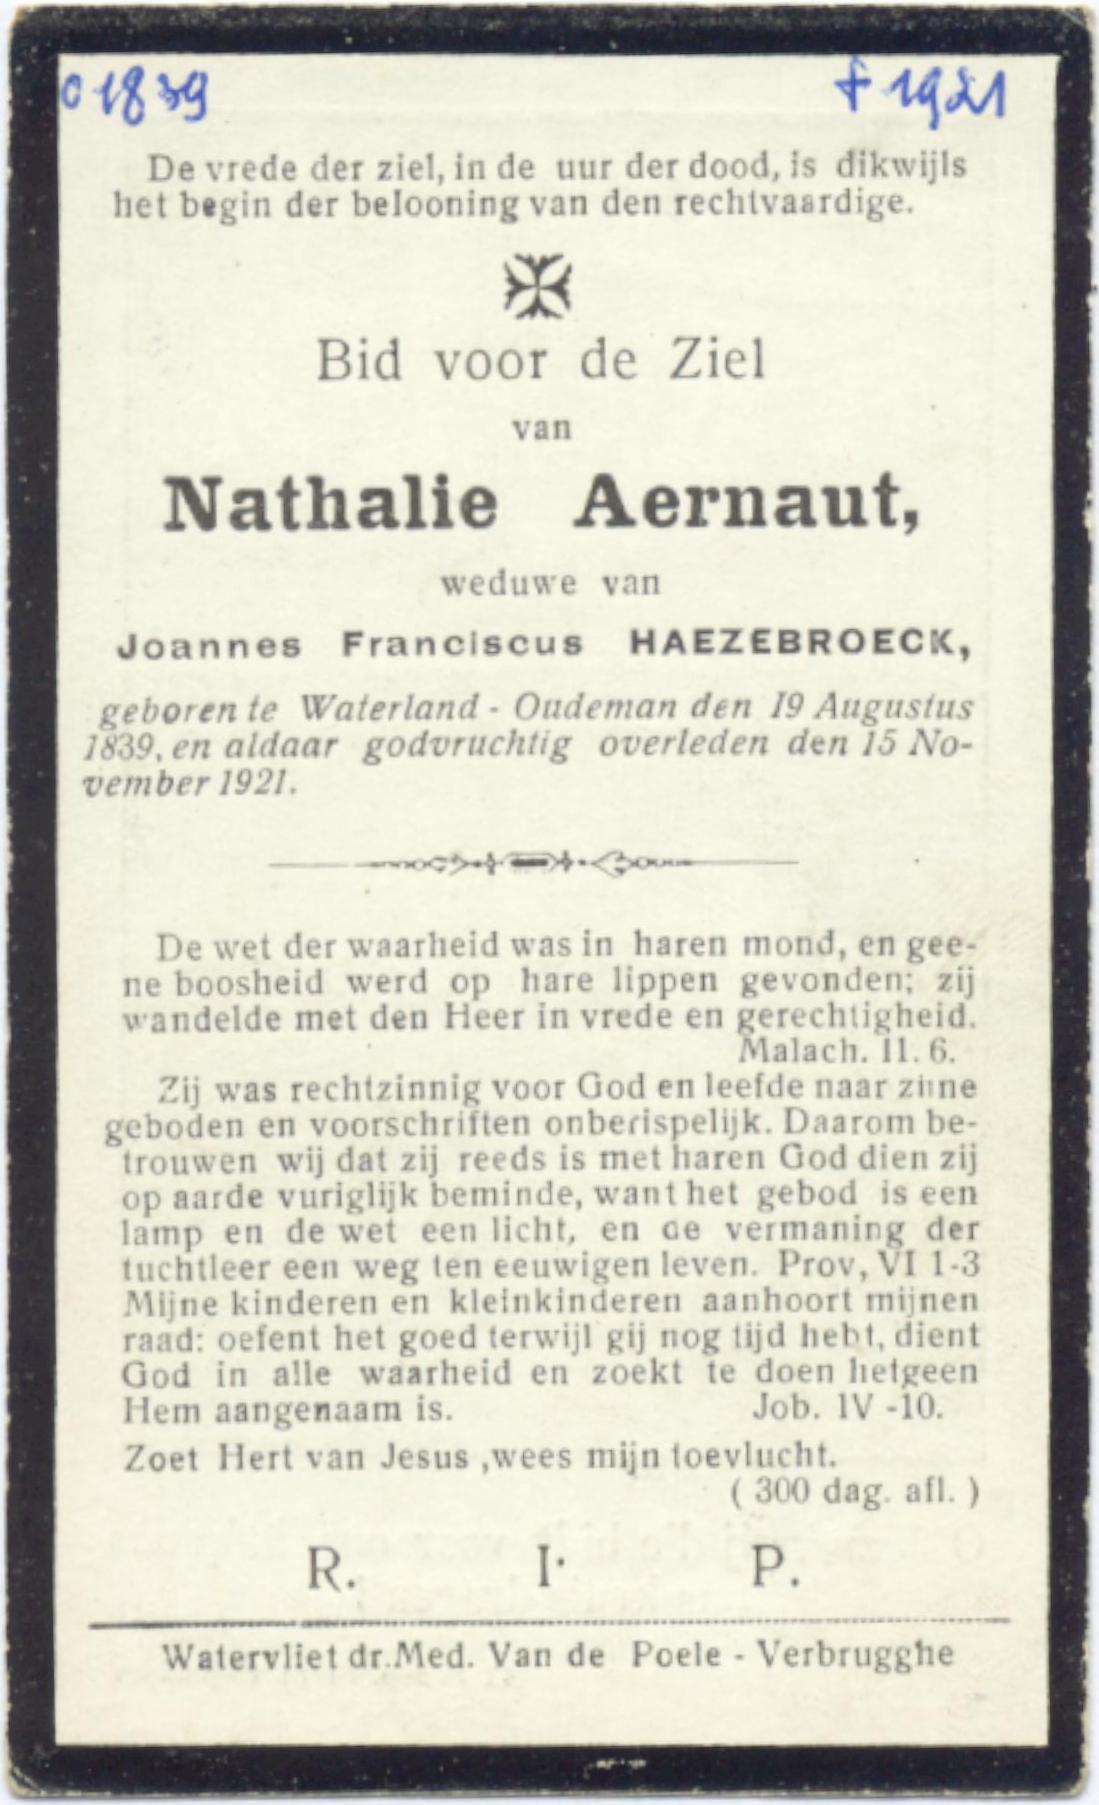 o 1839 † 1921
De vrede der ziel, in de uur der dood, is dikwijls
het begin der belooning van den rechtvaardige.
Bid voor de Ziel
van
Nathalie Aernaut,
weduwe van
Joannes Franciscus HAEZEBROECK,
geboren te Waterland - Oudeman den 19 Augustus
1839, en aldaar godvruchtig overleden den 15 No-
vember 1921.
De wet der waarheid was in haren mond, en gee-
ne boosheid werd op hare lippen gevonden; zij
wandelde met den Heer in vrede en gerechtigheid.
Malach. II. 6.
Zij was rechtzinnig voor God en leefde naar zijne
geboden en voorschriften onberispelijk. Daarom be-
trouwen wij dat zij reeds is met haren God dien zij
op aarde vuriglijk beminde, want het gebod is een
lamp en de wet een licht, en de vermaning der
tuchtleer een weg ten eeuwigen leven. Prov, VI 1-3
Mijne kinderen en kleinkinderen aanhoort mijnen
raad: oefent het goed terwijl gij nog tijd hebt, dient
God in alle waarheid en zoekt te doen hetgeen
Hem aangenaam is. Job. IV -10.
Zoet Hert van Jesus ,wees mijn toevlucht.
( 300 dag. afl. )
R. I. P.
Watervliet dr.Med. Van de Poele - Verbrugghe